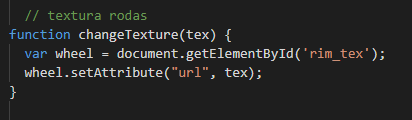 // textura rodas
function changeTexture(tex) {
var wheel = document.getElementById('rim_tex');
wheel.setAttribute("url", tex);
}